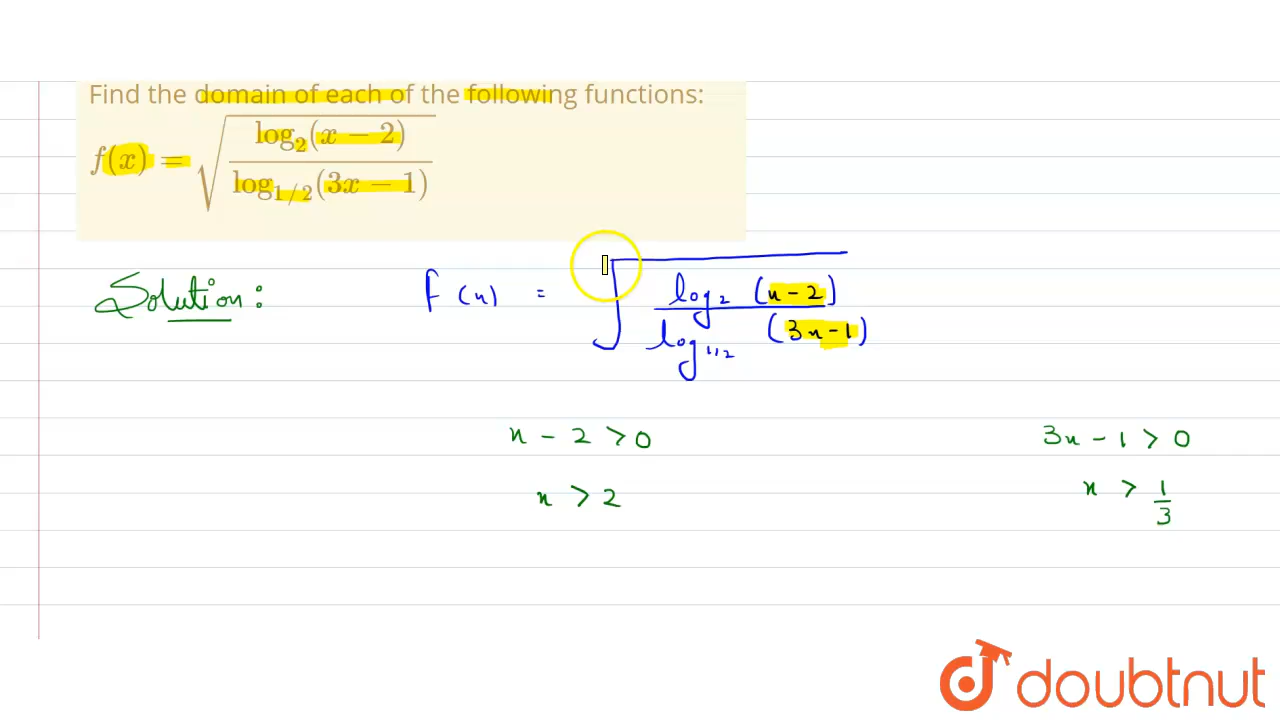 Find the domain of each of the following functions:
f(x) = √(log₂(x − 2) / log₁/₂(3x − 1))
Solution:
f(x) = √(log₂ (x−2) / log₁/₂ (3x−1))
x − 2 > 0
3x − 1 > 0
x > 2
x > 1/3
doubtnut